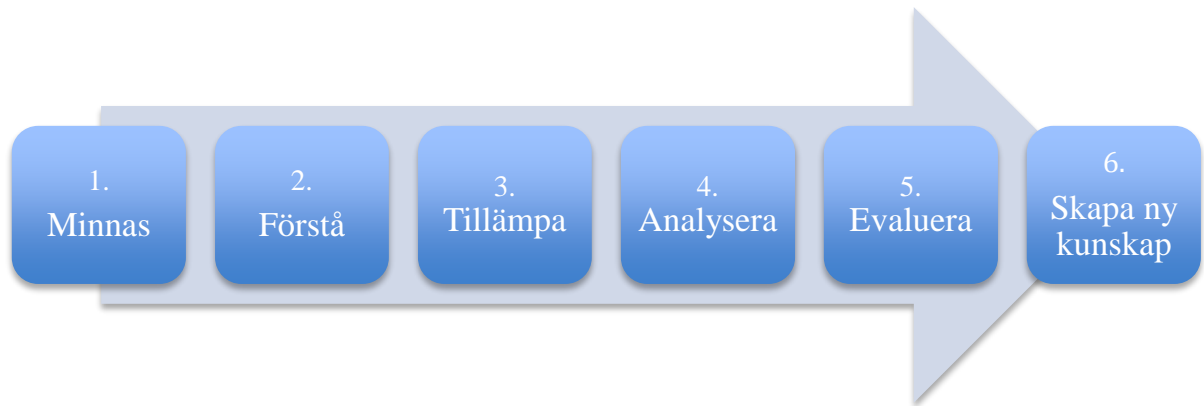 1.
Minnas
2.
Förstå
3.
Tillämpa
4.
Analysera
5.
Evaluera
6.
Skapa ny
kunskap